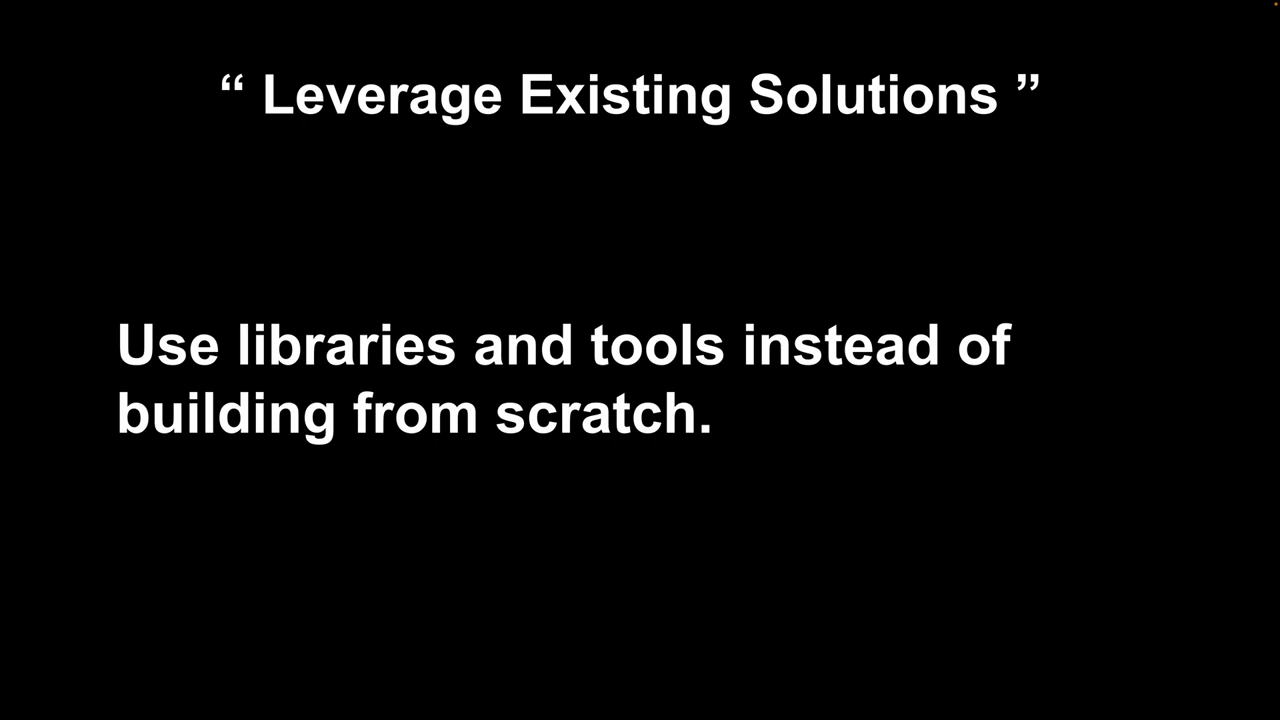 “ Leverage Existing Solutions ”
Use libraries and tools instead of
building from scratch.